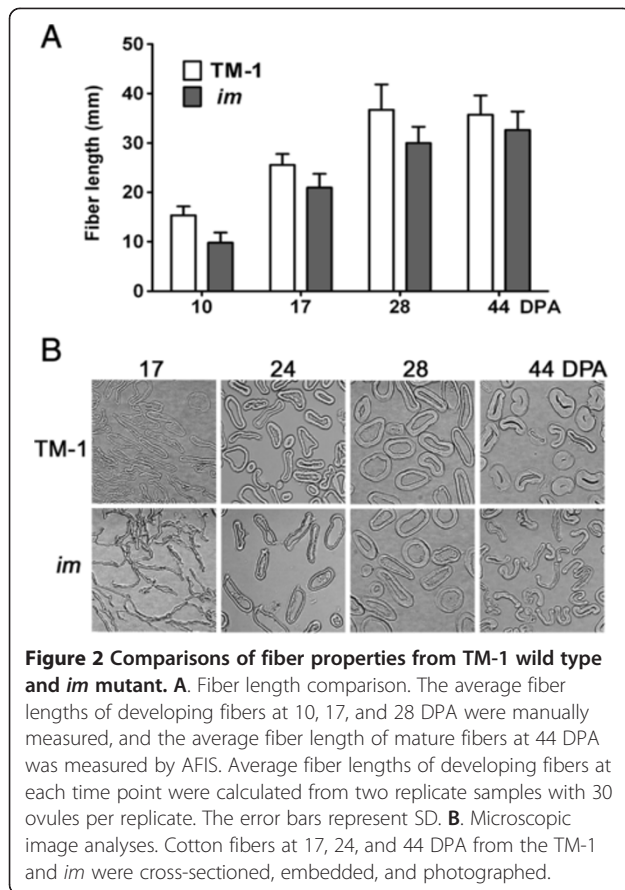 A
50
40
30
20
10
0
Fiber length (mm)
TM-1
im
10 17 28 44 DPA
B
17 24 28 44 DPA
TM-1
im
Figure 2 Comparisons of fiber properties from TM-1 wild type
and im mutant. A. Fiber length comparison. The average fiber
lengths of developing fibers at 10, 17, and 28 DPA were manually
measured, and the average fiber length of mature fibers at 44 DPA
was measured by AFIS. Average fiber lengths of developing fibers at
each time point were calculated from two replicate samples with 30
ovules per replicate. The error bars represent SD. B. Microscopic
image analyses. Cotton fibers at 17, 24, and 44 DPA from the TM-1
and im were cross-sectioned, embedded, and photographed.